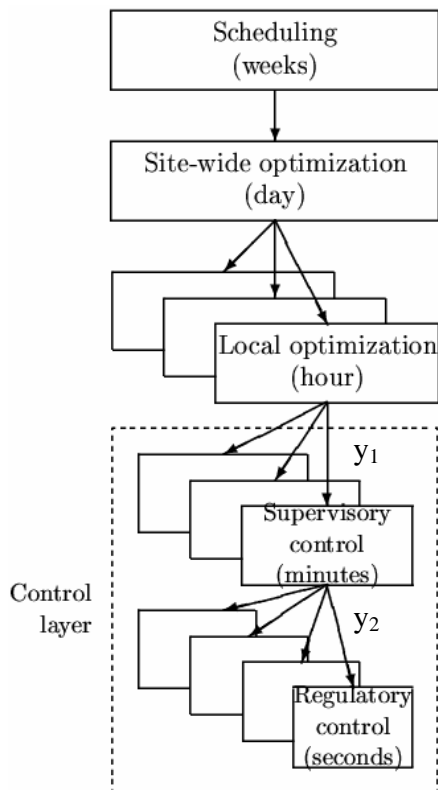 Scheduling
(weeks)
Site-wide optimization
(day)
Local optimization
(hour)
y₁
Supervisory
control
(minutes)
Control
layer
y₂
Regulatory
control
(seconds)